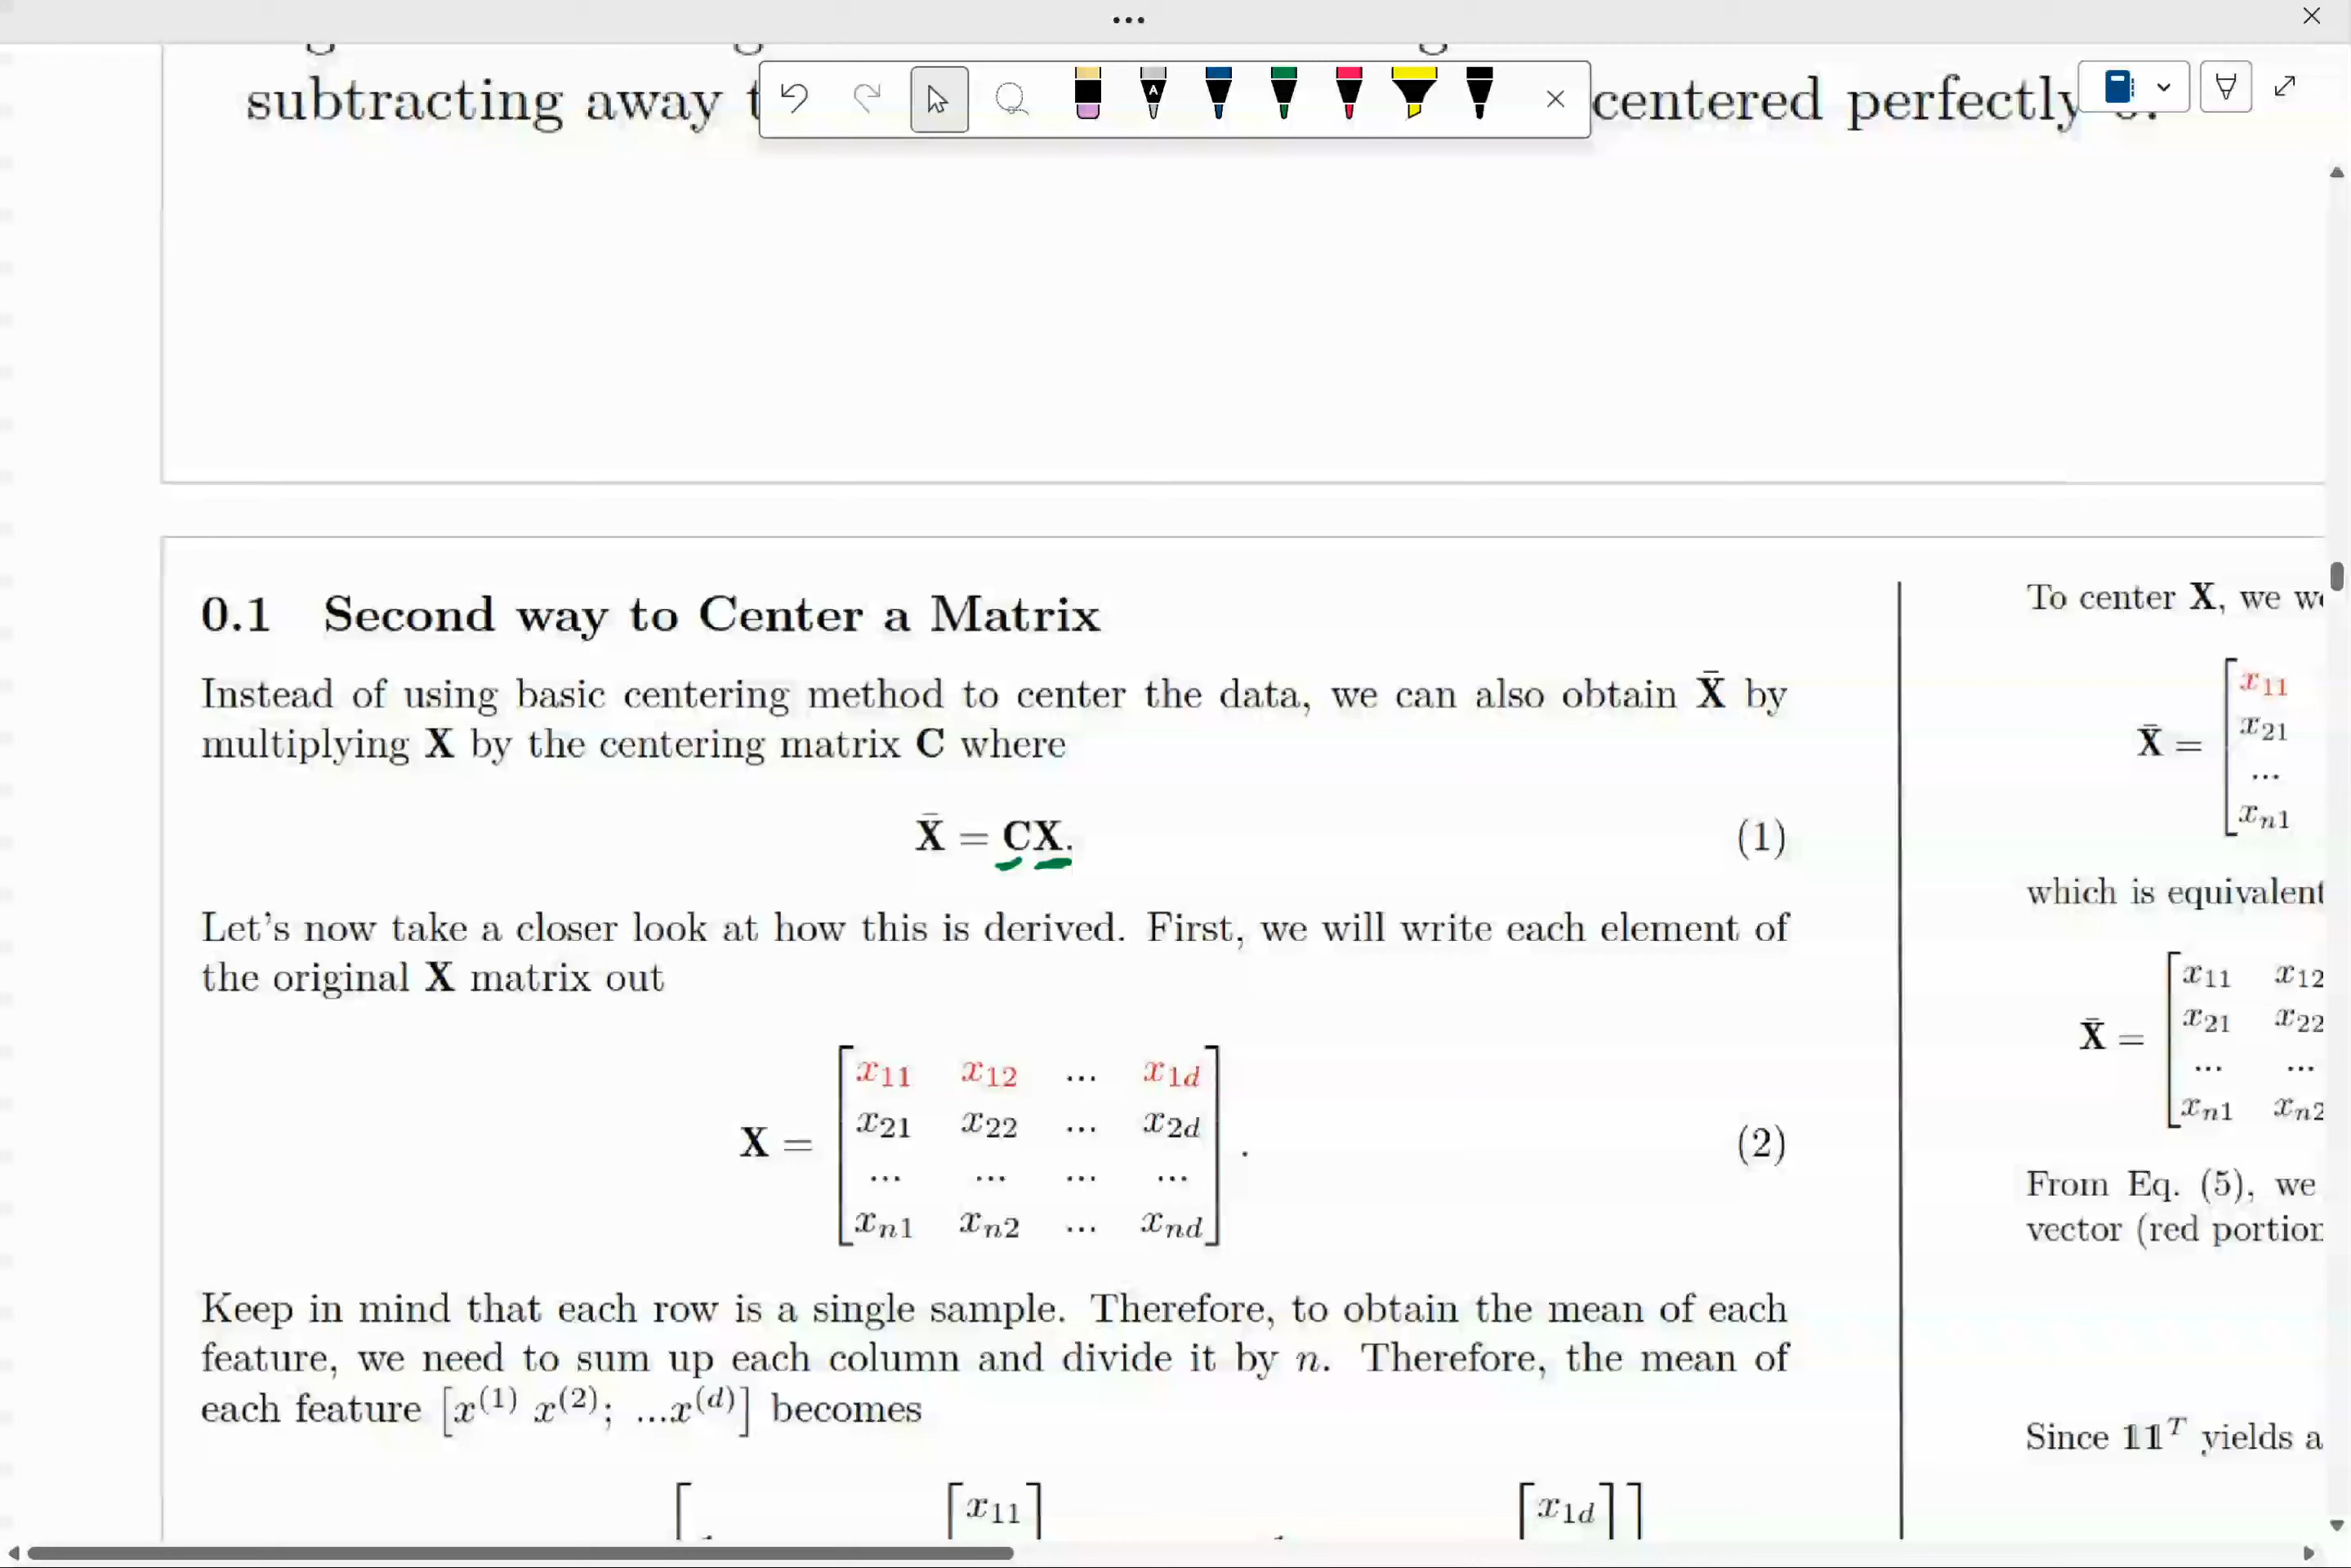 subtracting away
centered perfectly
0.1 Second way to Center a Matrix
Instead of using basic centering method to center the data, we can also obtain X̄ by
multiplying X by the centering matrix C where
X̄ = CX. (1)
Let's now take a closer look at how this is derived. First, we will write each element of
the original X matrix out
X = [x₁₁ x₁₂ ... x₁d
x₂₁ x₂₂ ... x₂d
... ... ... ...
xₙ₁ xₙ₂ ... xₙd] . (2)
Keep in mind that each row is a single sample. Therefore, to obtain the mean of each
feature, we need to sum up each column and divide it by n. Therefore, the mean of
each feature [x⁽¹⁾ x⁽²⁾; ...x⁽ᵈ⁾] becomes
[ [x₁₁] [x₁d] ]
To center X, we
X̄ = [x₁₁
x₂₁
...
xₙ₁
which is equivalent
X̄ = [x₁₁ x₁₂
x₂₁ x₂₂
... ...
xₙ₁ xₙ₂
From Eq. (5), we
vector (red
Since 𝟙𝟙ᵀ yields a